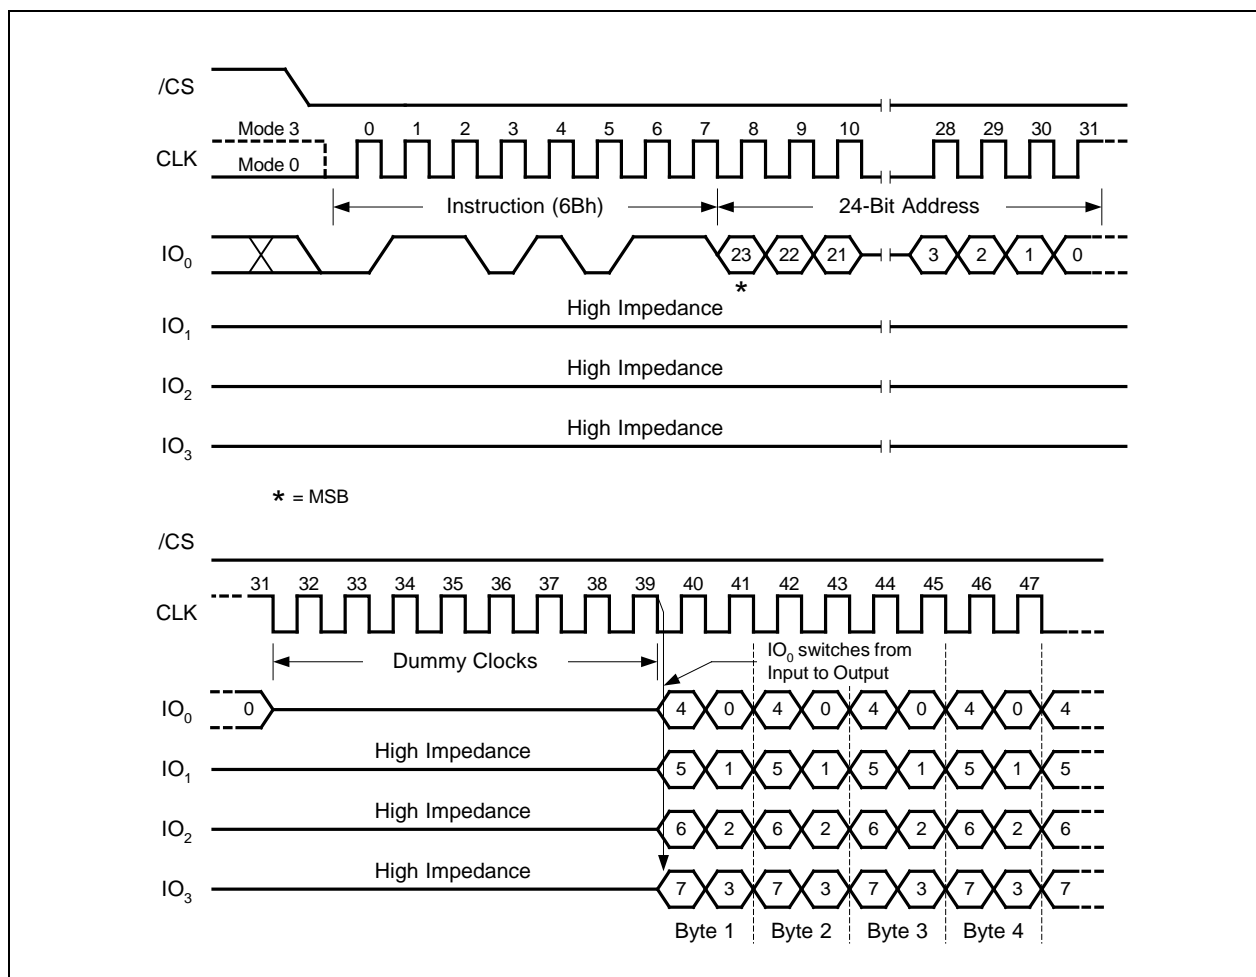 /CS
Mode 3 0 1 2 3 4 5 6 7 8 9 10 28 29 30 31
CLK
Mode 0
Instruction (6Bh) 24-Bit Address
IO0 23 22 21 3 2 1 0
*
High Impedance
IO1
High Impedance
IO2
High Impedance
IO3
* = MSB
/CS
31 32 33 34 35 36 37 38 39 40 41 42 43 44 45 46 47
CLK
Dummy Clocks
IO0 switches from
Input to Output
IO0 0 4 0 4 0 4 0 4 0 4
High Impedance
IO1 5 1 5 1 5 1 5 1 5
High Impedance
IO2 6 2 6 2 6 2 6 2 6
High Impedance
IO3 7 3 7 3 7 3 7 3 7
Byte 1 Byte 2 Byte 3 Byte 4